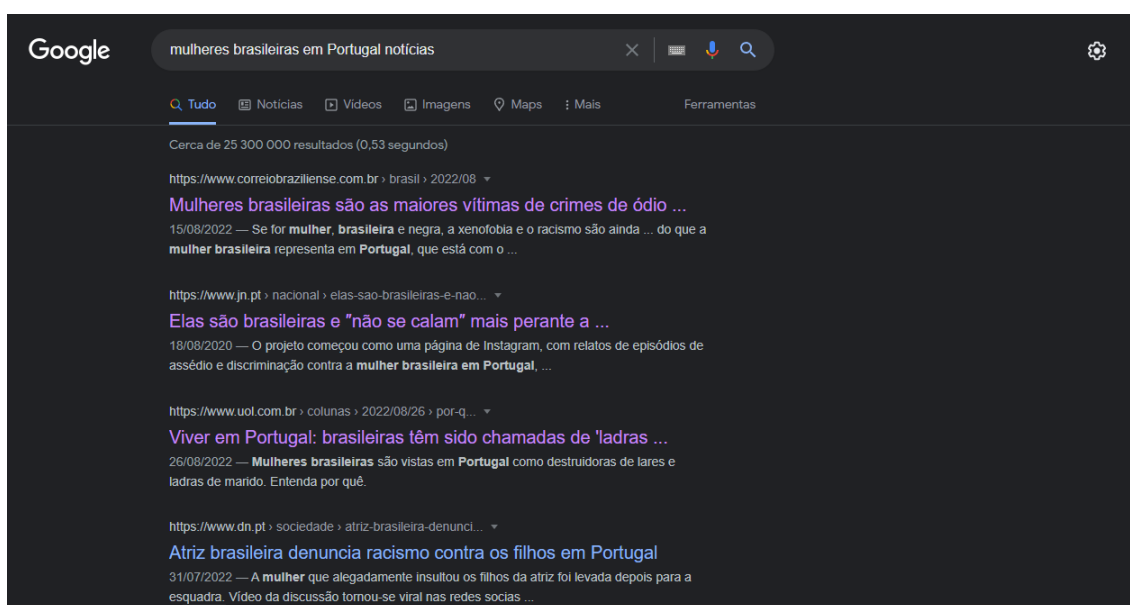 Google
mulheres brasileiras em Portugal notícias
Tudo
Notícias
Vídeos
Imagens
Maps
Mais
Ferramentas
Cerca de 25 300 000 resultados (0,53 segundos)
https://www.correiobraziliense.com.br › brasil › 2022/08
Mulheres brasileiras são as maiores vítimas de crimes de ódio ...
15/08/2022 — Se for mulher, brasileira e negra, a xenofobia e o racismo são ainda ... do que a
mulher brasileira representa em Portugal, que está com o ...
https://www.jn.pt › nacional › elas-sao-brasileiras-e-nao...
Elas são brasileiras e "não se calam" mais perante a ...
18/08/2020 — O projeto começou como uma página de Instagram, com relatos de episódios de
assédio e discriminação contra a mulher brasileira em Portugal, ...
https://www.uol.com.br › colunas › 2022/08/26 › por-q...
Viver em Portugal: brasileiras têm sido chamadas de 'ladras ...
26/08/2022 — Mulheres brasileiras são vistas em Portugal como destruidoras de lares e
ladras de marido. Entenda por quê.
https://www.dn.pt › sociedade › atriz-brasileira-denunci...
Atriz brasileira denuncia racismo contra os filhos em Portugal
31/07/2022 — A mulher que alegadamente insultou os filhos da atriz foi levada depois para a
esquadra. Vídeo da discussão tornou-se viral nas redes socias ...